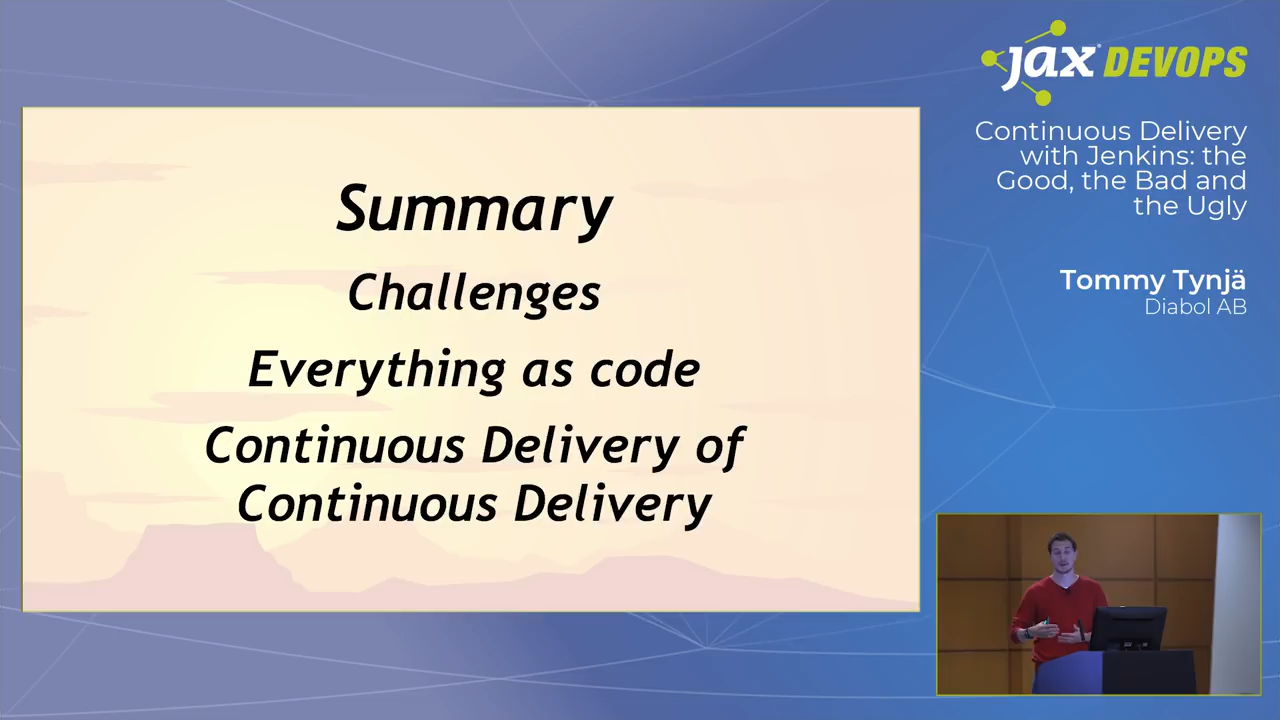 Summary
Challenges
Everything as code
Continuous Delivery of
Continuous Delivery
jax DEVOPS
Continuous Delivery
with Jenkins: the
Good, the Bad and
the Ugly
Tommy Tynjä
Diabol AB